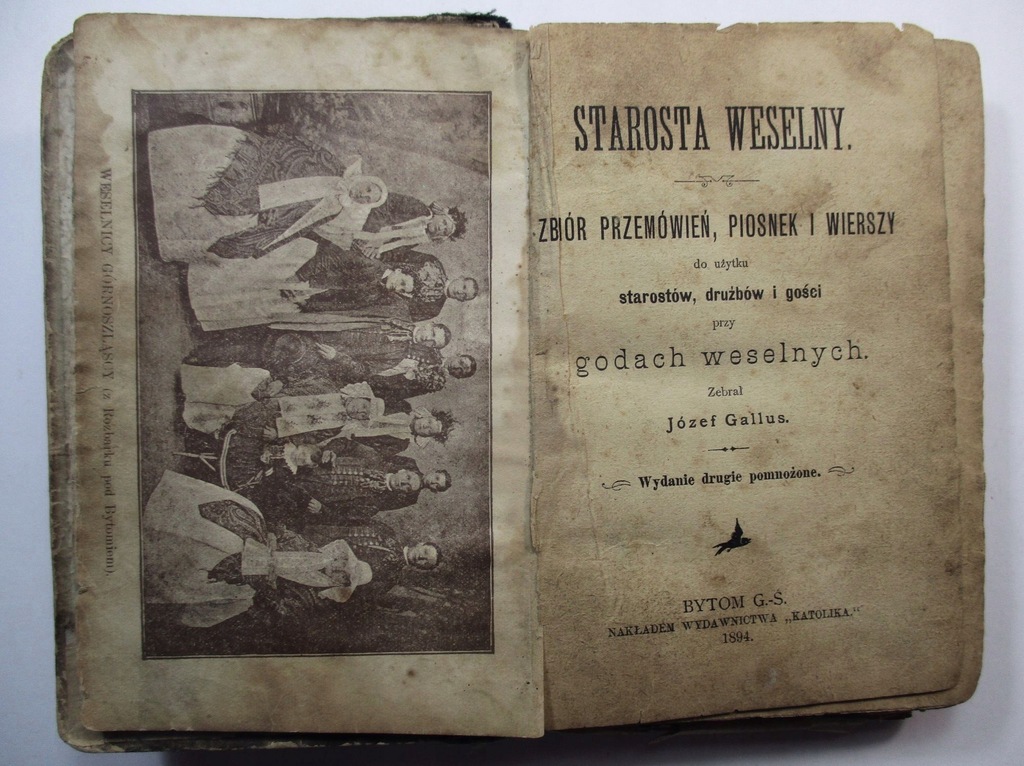 WESELNICY GÓRNOSZLĄSCY (z Rozbarku pod Bytomiem).
STAROSTA WESELNY.
ZBIÓR PRZEMÓWIEŃ, PIOSNEK I WIERSZY
do użytku
starostów, drużbów i gości
przy
godach weselnych.
Zebrał
Józef Gallus.
Wydanie drugie pomnożone.
BYTOM G.-S.
NAKŁADEM WYDAWNICTWA „KATOLIKA.“
1894.